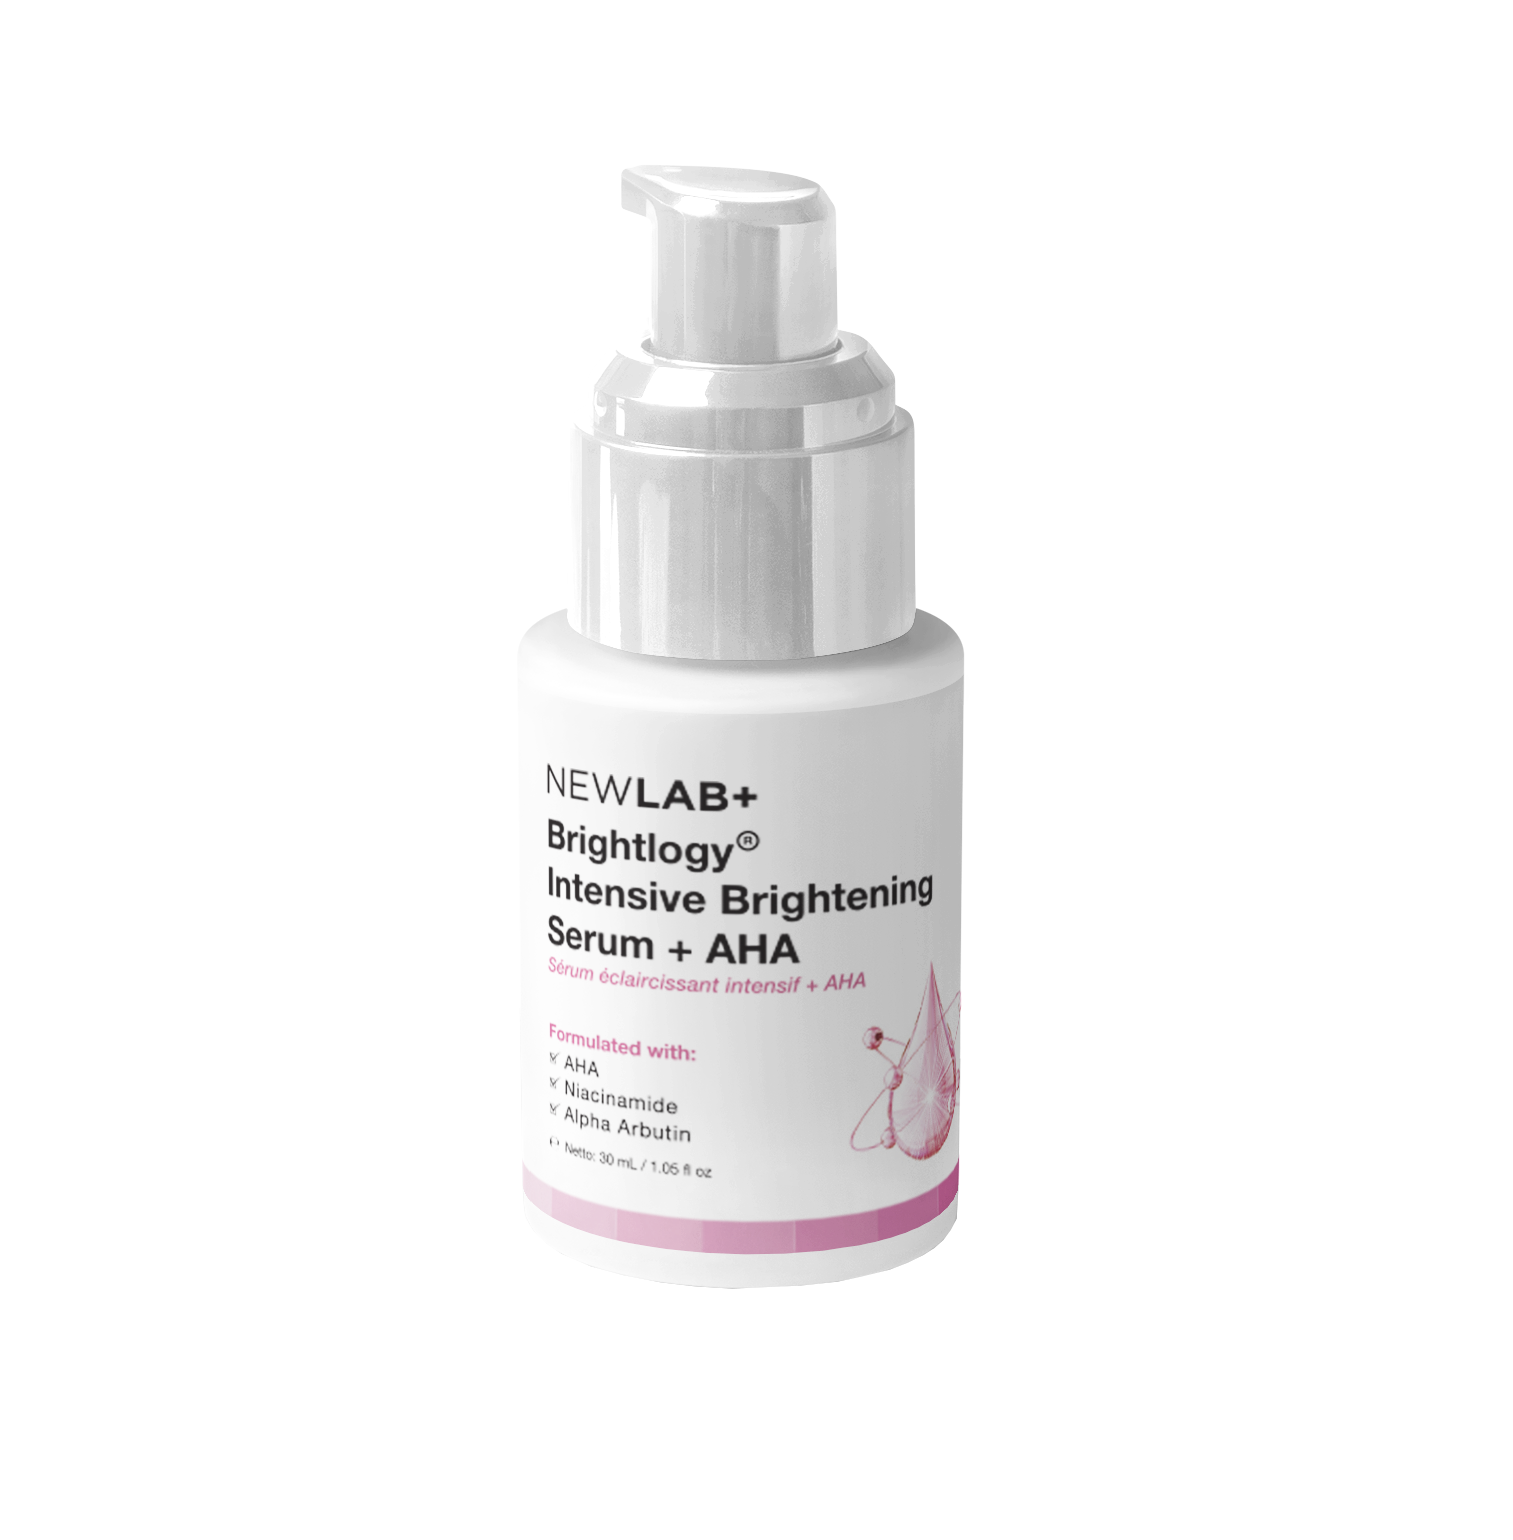 NEWLAB+
Brightlogy®
Intensive Brightening
Serum + AHA
Sérum éclaircissant intensif + AHA
Formulated with:
AHA
Niacinamide
Alpha Arbutin
Netto: 30 mL / 1.05 fl oz